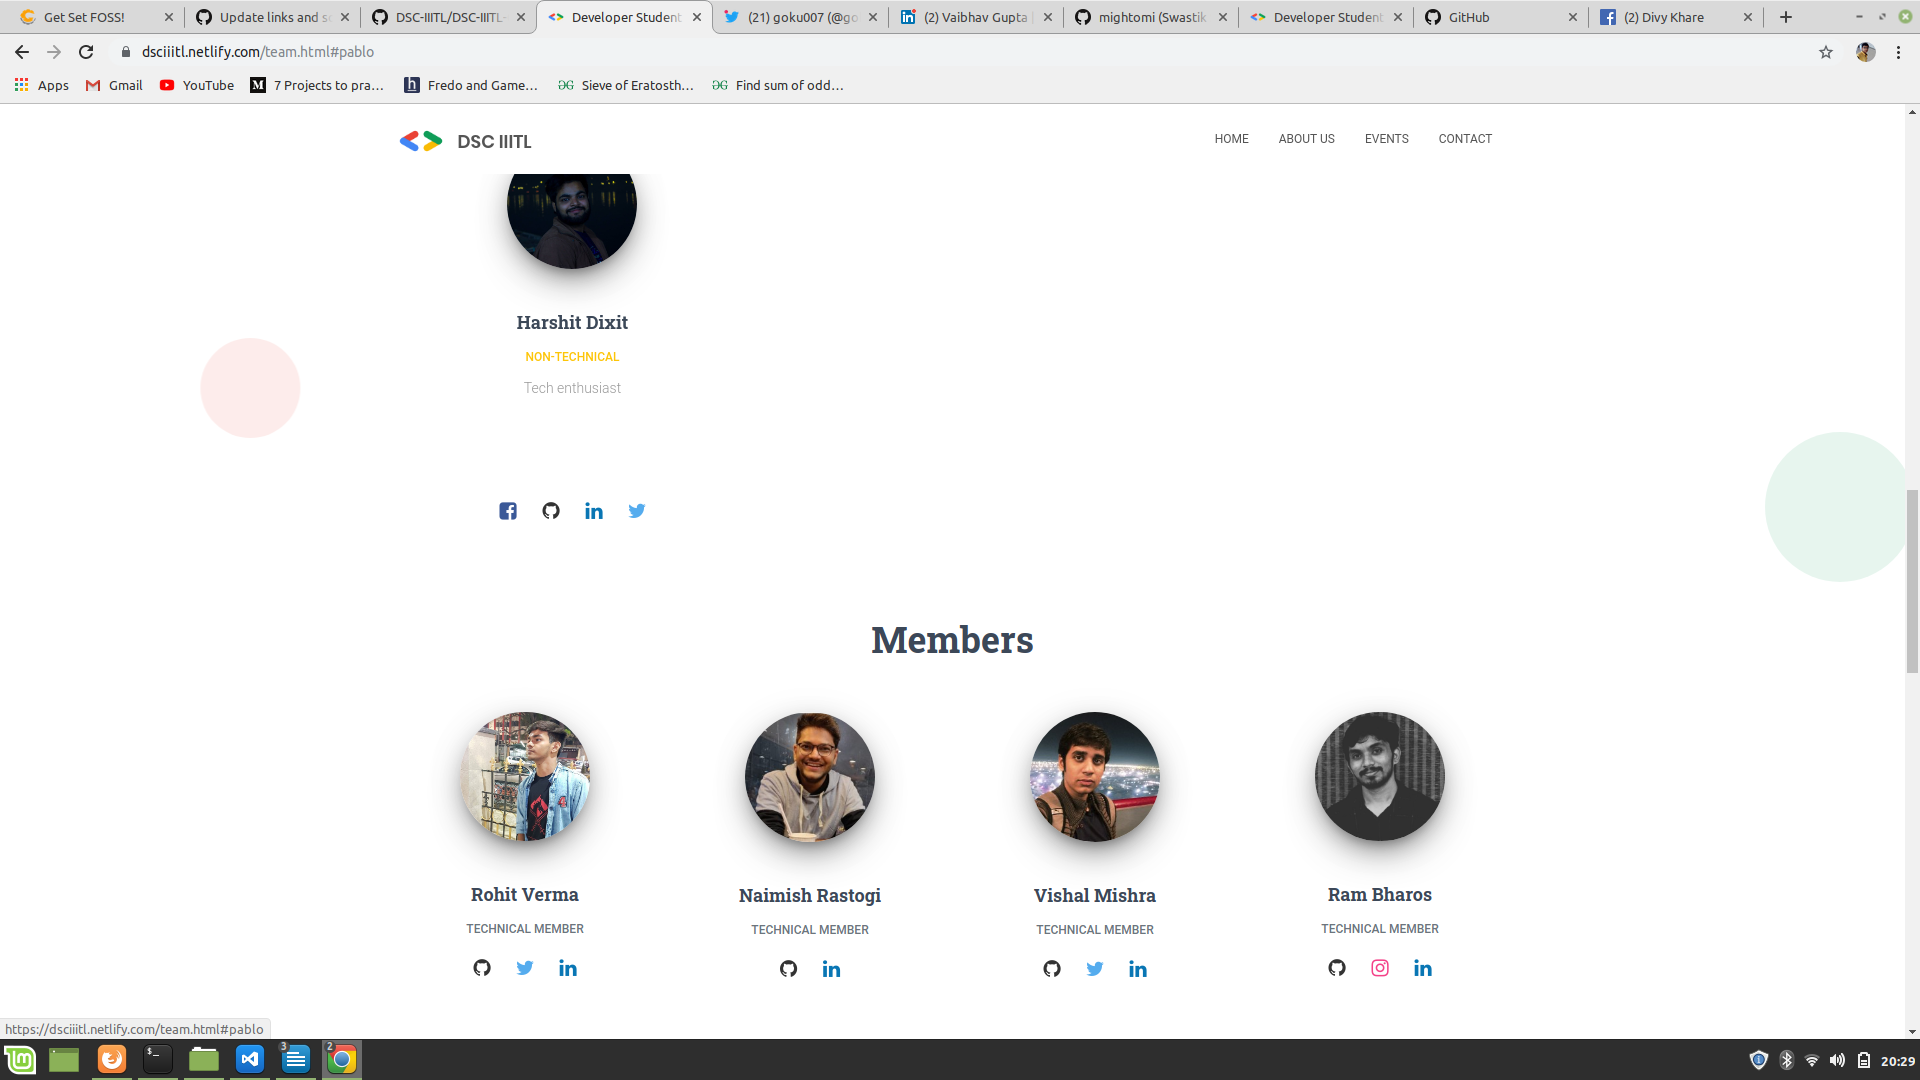 Get Set FOSS!
Update links and so
DSC-IIITL/DSC-IIITL-
Developer Student
(21) goku007 (@go
(2) Vaibhav Gupta |
mightomi (Swastik
Developer Student
GitHub
(2) Divy Khare
dsciiitl.netlify.com/team.html#pablo
Apps
Gmail
YouTube
7 Projects to pra...
Fredo and Game...
Sieve of Eratosth...
Find sum of odd...
DSC IIITL
HOME
ABOUT US
EVENTS
CONTACT
Harshit Dixit
NON-TECHNICAL
Tech enthusiast
Members
Rohit Verma
TECHNICAL MEMBER
Naimish Rastogi
TECHNICAL MEMBER
Vishal Mishra
TECHNICAL MEMBER
Ram Bharos
TECHNICAL MEMBER
https://dsciiitl.netlify.com/team.html#pablo
3
2
20:29